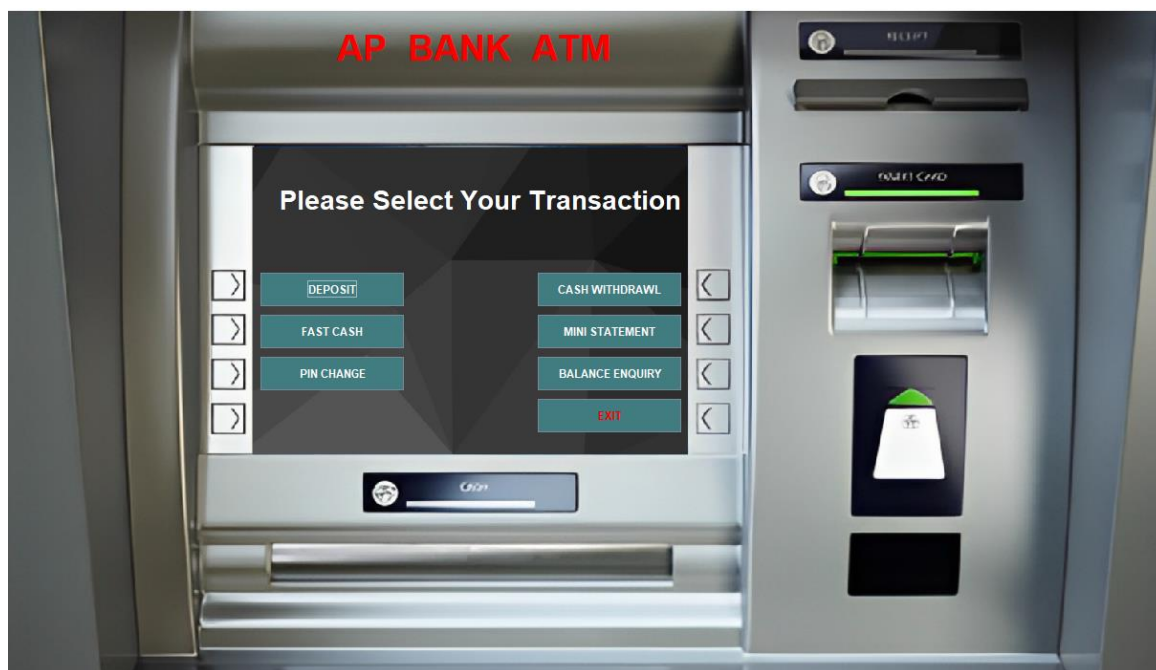 AP BANK ATM
Please Select Your Transaction
DEPOSIT
CASH WITHDRAWL
FAST CASH
MINI STATEMENT
PIN CHANGE
BALANCE ENQUIRY
EXIT